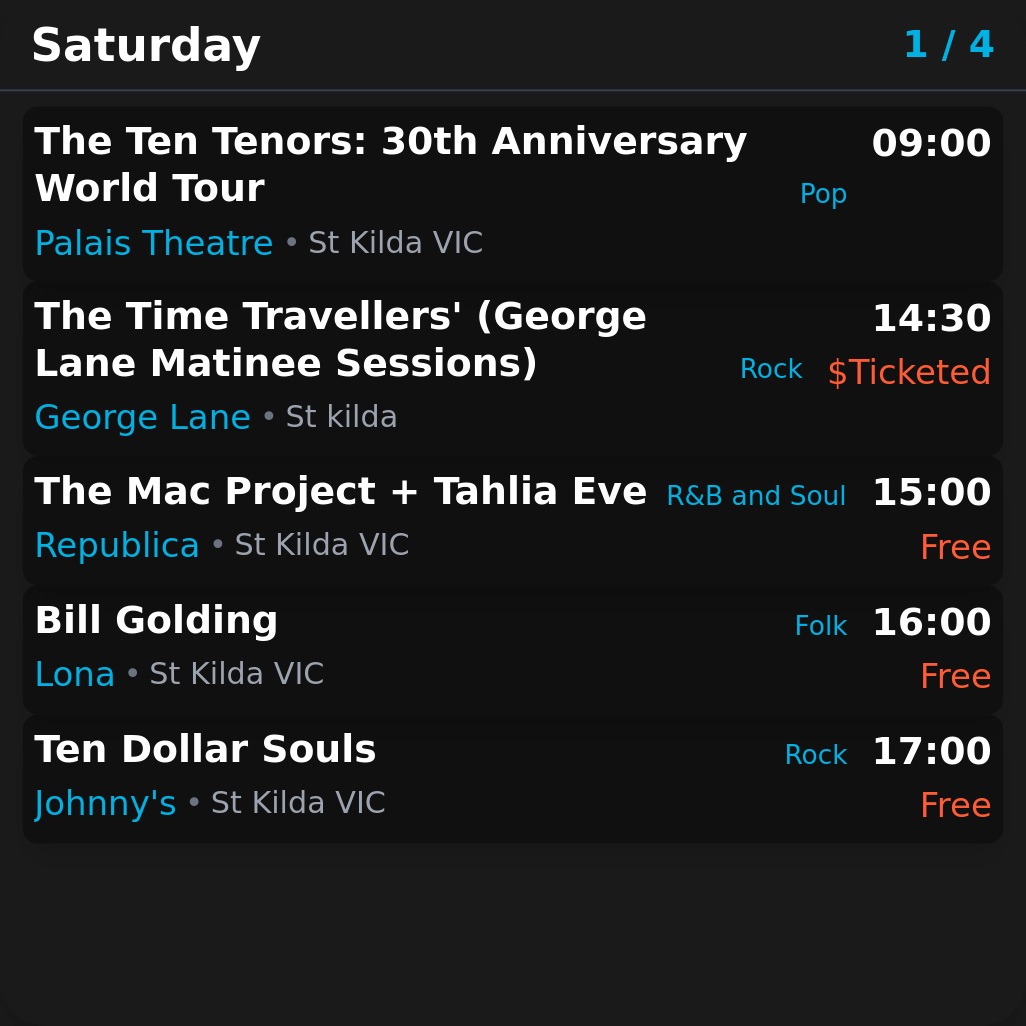 Saturday 1 / 4
The Ten Tenors: 30th Anniversary 09:00
World Tour Pop
Palais Theatre • St Kilda VIC
The Time Travellers' (George 14:30
Lane Matinee Sessions) Rock $Ticketed
George Lane • St kilda
The Mac Project + Tahlia Eve R&B and Soul 15:00
Republica • St Kilda VIC Free
Bill Golding Folk 16:00
Lona • St Kilda VIC Free
Ten Dollar Souls Rock 17:00
Johnny's • St Kilda VIC Free